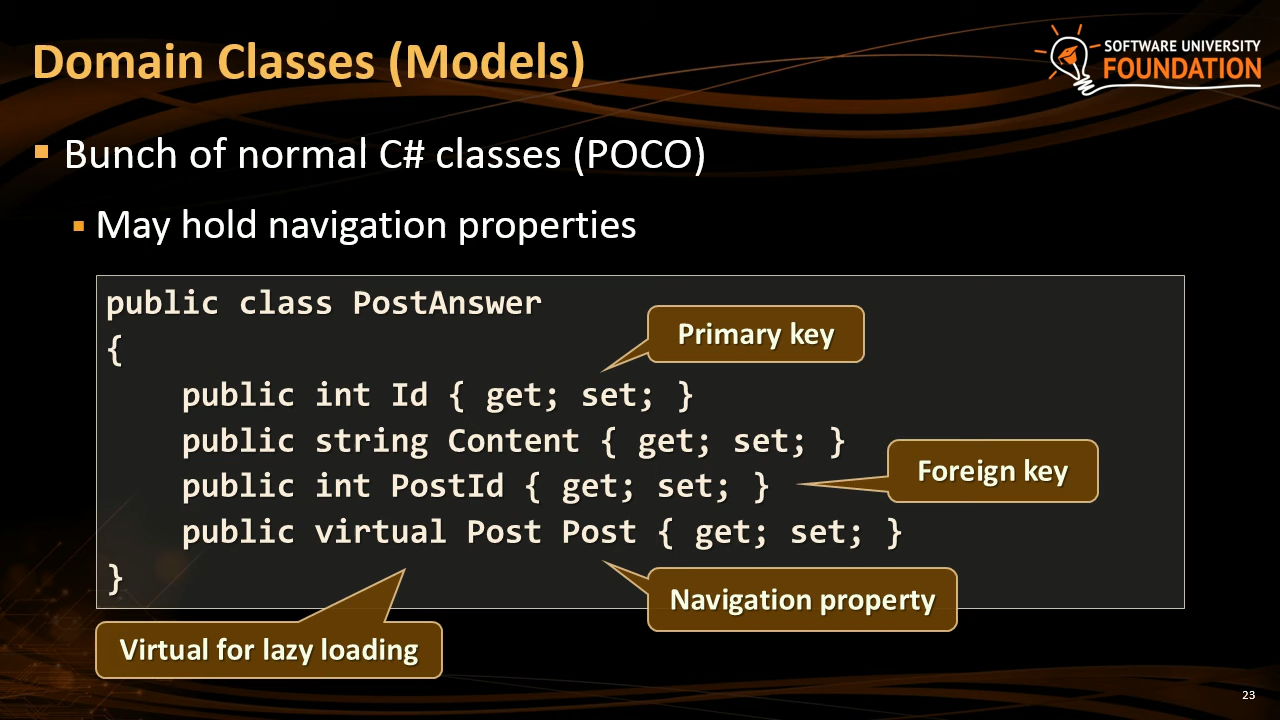 Domain Classes (Models)
SOFTWARE UNIVERSITY
FOUNDATION
Bunch of normal C# classes (POCO)
May hold navigation properties
public class PostAnswer
{
Primary key
public int Id { get; set; }
public string Content { get; set; }
Foreign key
public int PostId { get; set; }
public virtual Post Post { get; set; }
}
Navigation property
Virtual for lazy loading
23